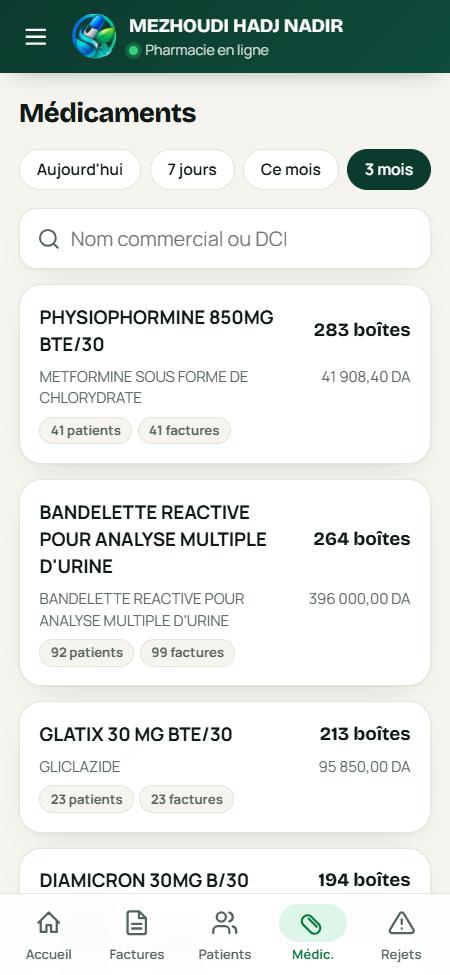 MEZHOUDI HADJ NADIR
Pharmacie en ligne
Médicaments
Aujourd'hui
7 jours
Ce mois
3 mois
Nom commercial ou DCI
PHYSIOPHORMINE 850MG
BTE/30
283 boîtes
METFORMINE SOUS FORME DE
CHLORYDRATE
41 908,40 DA
41 patients
41 factures
BANDELETTE REACTIVE
POUR ANALYSE MULTIPLE
D'URINE
264 boîtes
BANDELETTE REACTIVE POUR
ANALYSE MULTIPLE D'URINE
396 000,00 DA
92 patients
99 factures
GLATIX 30 MG BTE/30
213 boîtes
GLICLAZIDE
95 850,00 DA
23 patients
23 factures
DIAMICRON 30MG B/30
194 boîtes
Accueil
Factures
Patients
Médic.
Rejets